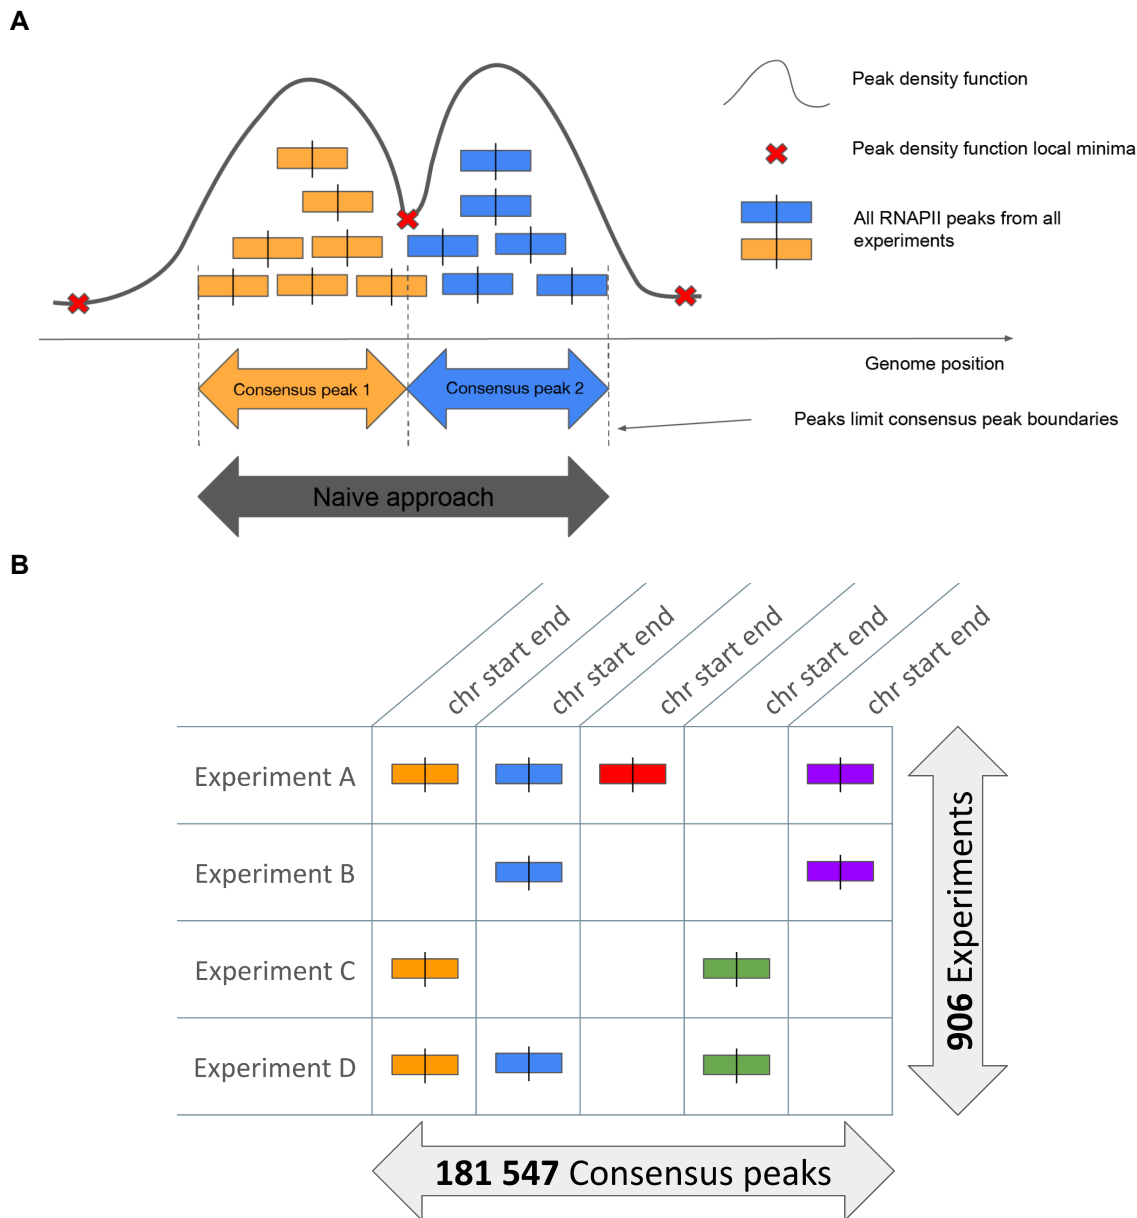 A
Peak density function
Peak density function local minima
All RNAPII peaks from all
experiments
Genome position
Consensus peak 1
Consensus peak 2
Peaks limit consensus peak boundaries
Naive approach
B
chr start end
chr start end
chr start end
chr start end
chr start end
Experiment A
Experiment B
Experiment C
Experiment D
906 Experiments
181 547 Consensus peaks